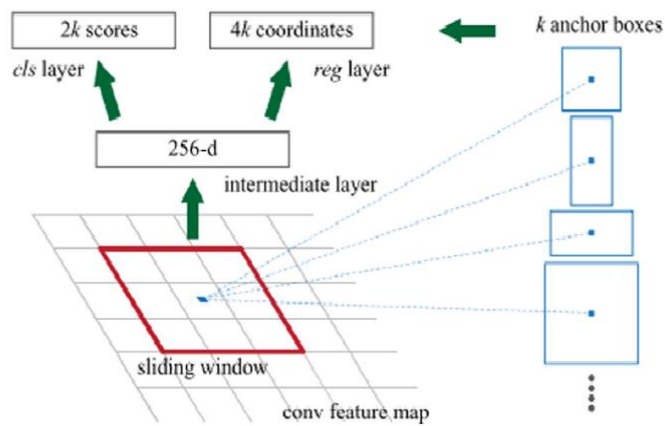 2k scores
4k coordinates
k anchor boxes
cls layer
reg layer
256-d
intermediate layer
sliding window
conv feature map